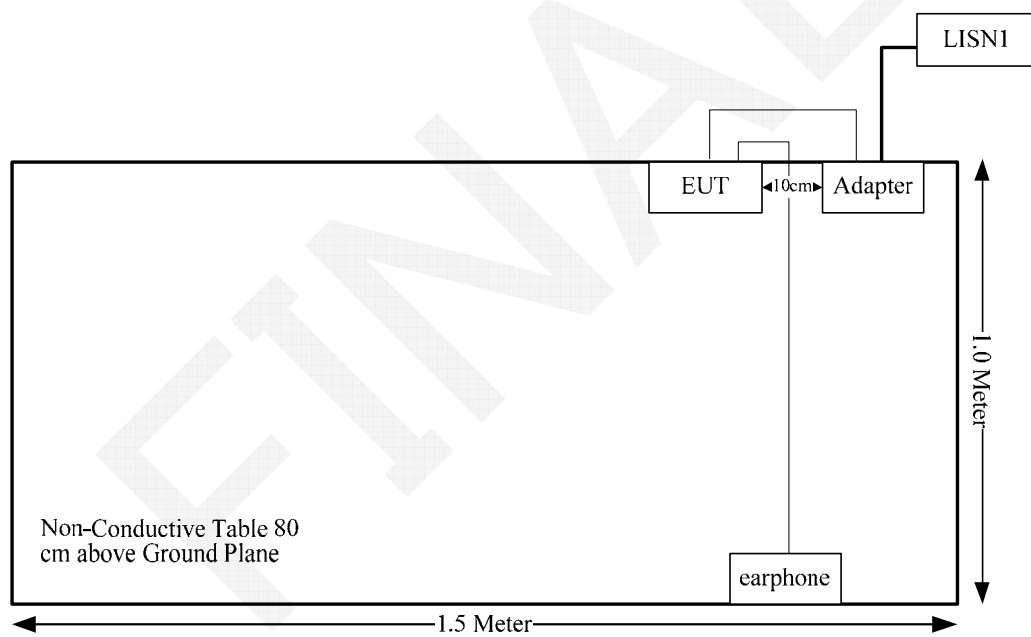 LISN1
EUT
10cm
Adapter
1.0 Meter
Non-Conductive Table 80
cm above Ground Plane
earphone
1.5 Meter
FINAL